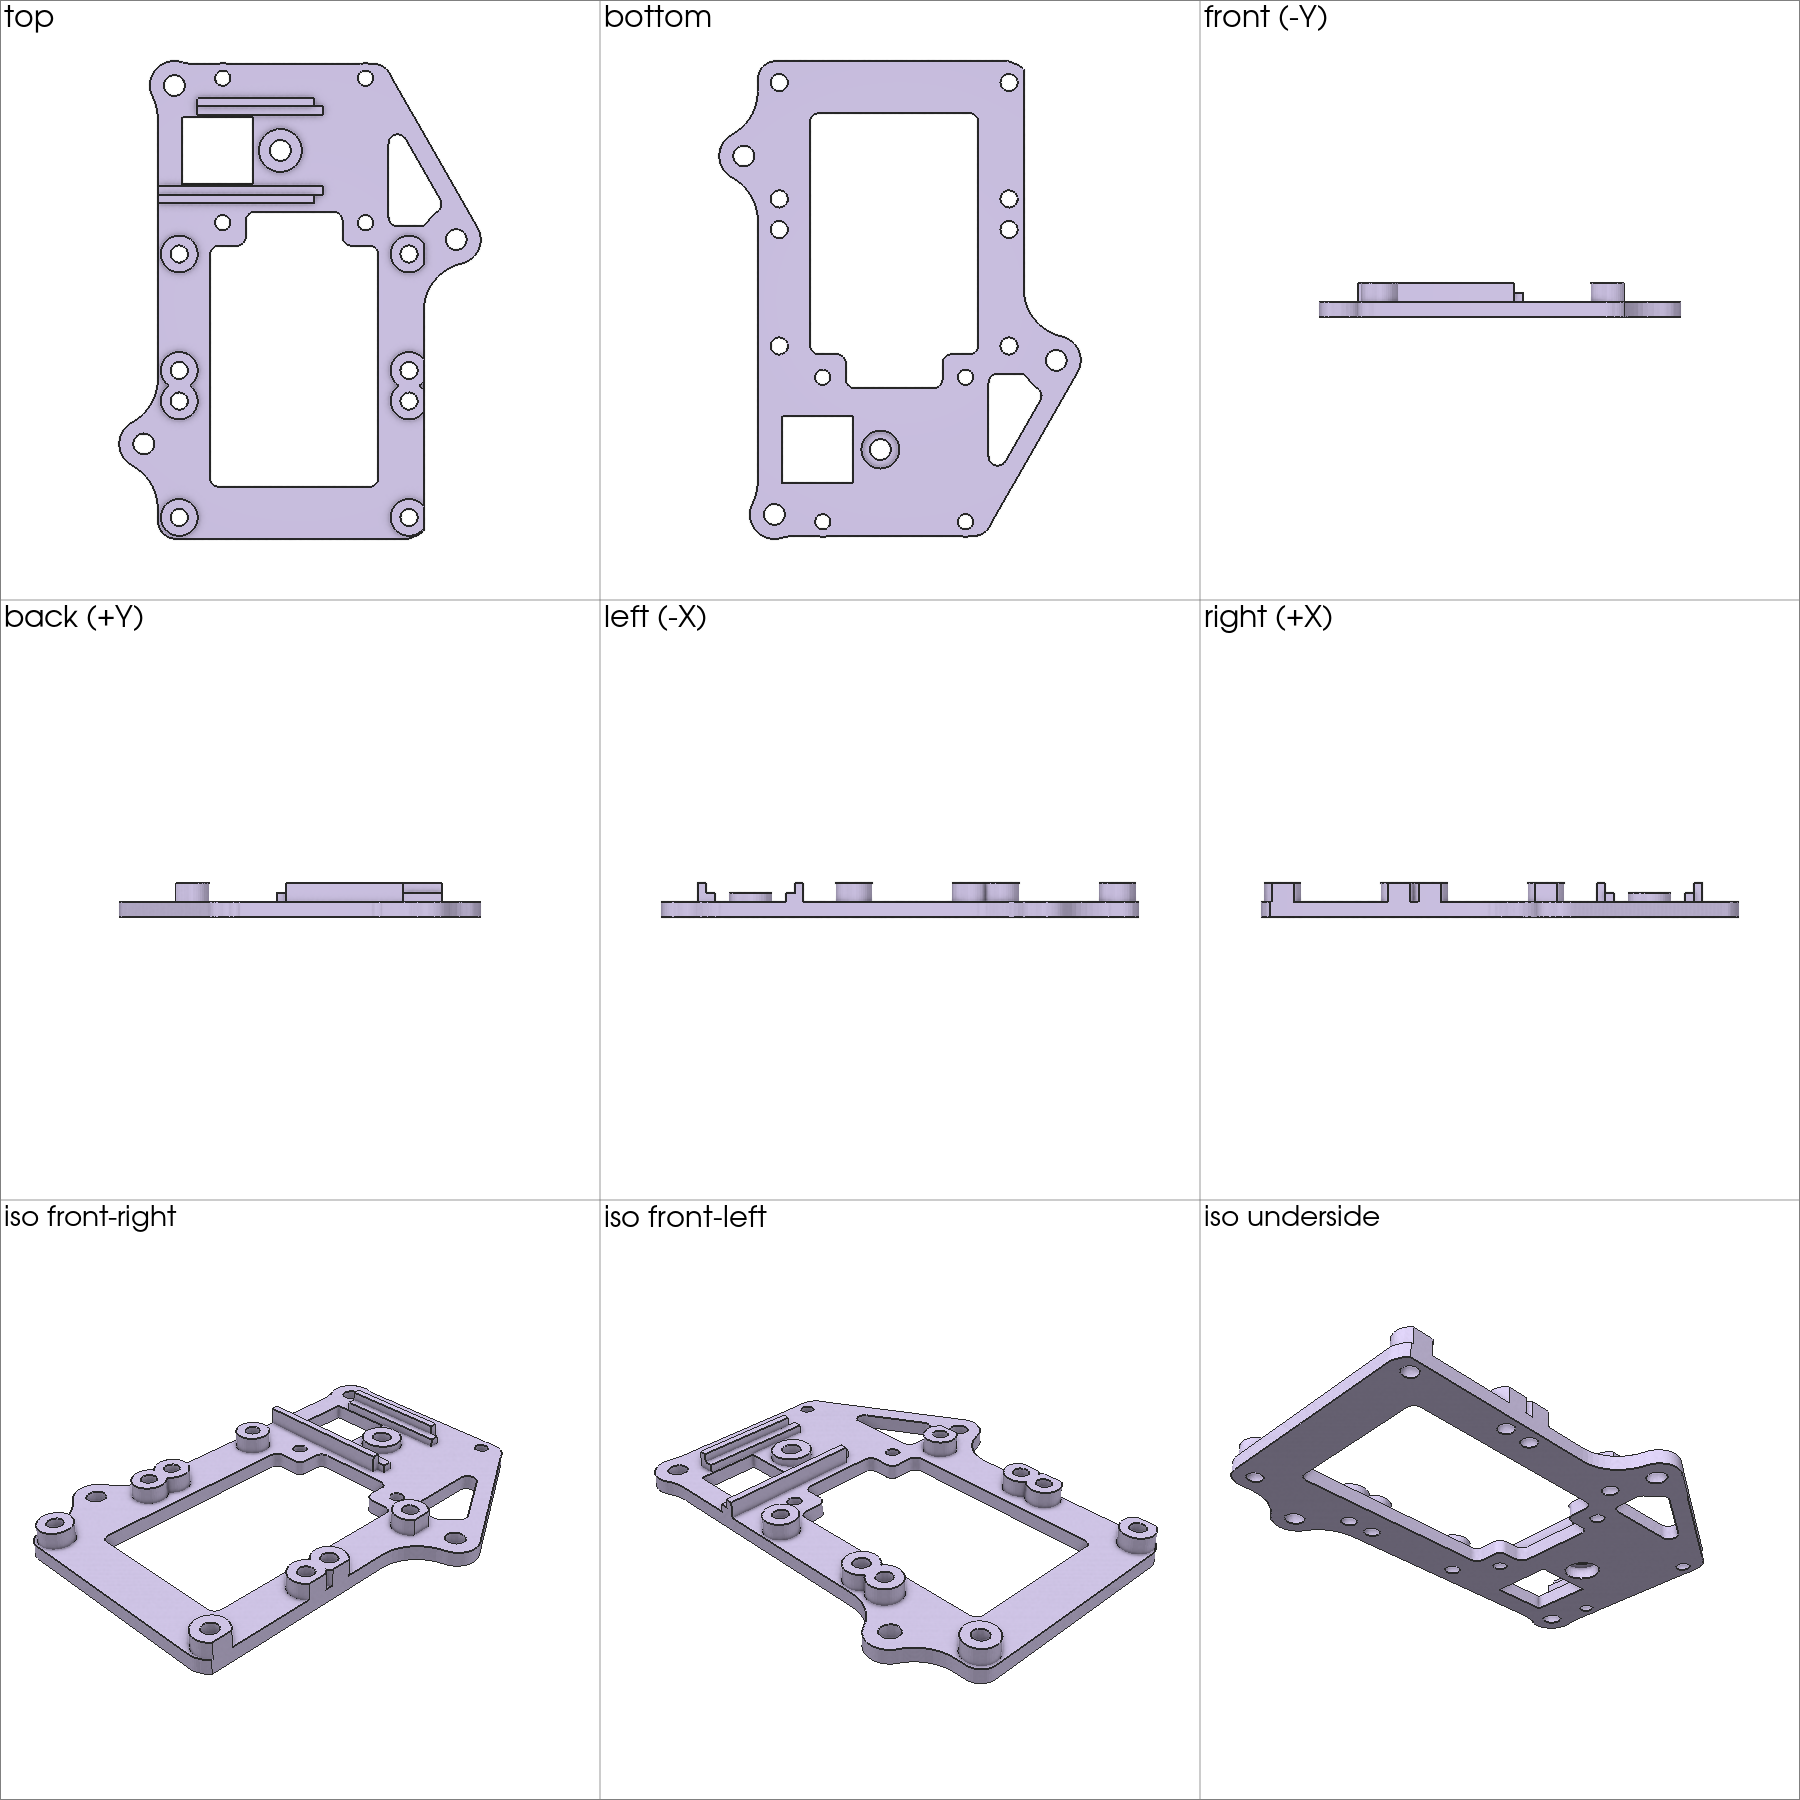 top
bottom
front (-Y)
back (+Y)
left (-X)
right (+X)
iso front-right
iso front-left
iso underside